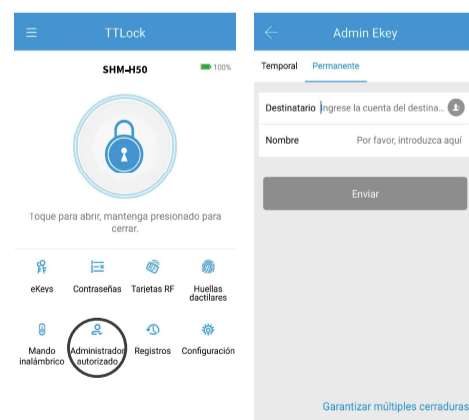 TTLock
SHM-H50
100%
Toque para abrir, mantenga presionado para
cerrar.
eKeys
Contraseñas
Tarjetas RF
Huellas
dactilares
Mando
inalámbrico
Administrador
autorizado
Registros
Configuración
Admin Ekey
Temporal
Permanente
Destinatario
Ingrese la cuenta del destina...
Nombre
Por favor, introduzca aquí
Enviar
Garantizar múltiples cerraduras